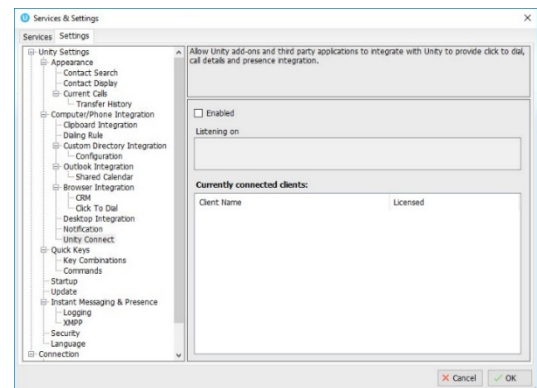 Services & Settings
Services
Settings
Unity Settings
Appearance
Contact Search
Contact Display
Current Calls
Transfer History
Computer/Phone Integration
Clipboard Integration
Dialing Rule
Custom Directory Integration
Configuration
Outlook Integration
Shared Calendar
Browser Integration
CRM
Click To Dial
Desktop Integration
Notification
Unity Connect
Quick Keys
Key Combinations
Commands
Startup
Update
Instant Messaging & Presence
Logging
XMPP
Security
Language
Connection
Allow Unity add-ons and third party applications to integrate with Unity to provide click to dial,
call details and presence integration.
Enabled
Listening on
Currently connected clients:
Client Name
Licensed
Cancel
OK